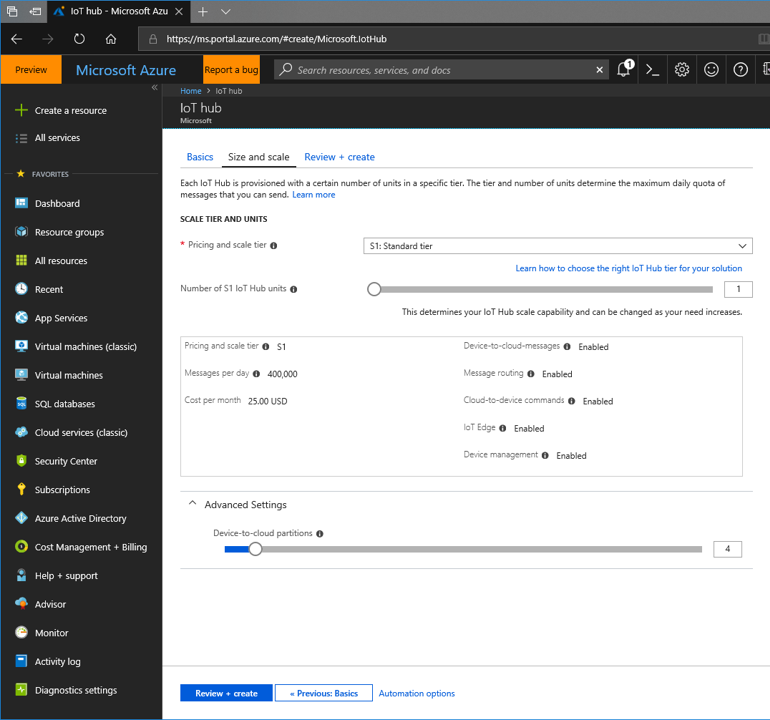 IoT hub - Microsoft Azu
https://ms.portal.azure.com/#create/Microsoft.IotHub
Preview
Microsoft Azure
Report a bug
Search resources, services, and docs
1
Create a resource
All services
FAVORITES
Dashboard
Resource groups
All resources
Recent
App Services
Virtual machines (classic)
Virtual machines
SQL databases
Cloud services (classic)
Security Center
Subscriptions
Azure Active Directory
Cost Management + Billing
Help + support
Advisor
Monitor
Activity log
Diagnostics settings
Home > IoT hub
IoT hub
Microsoft
Basics Size and scale Review + create
Each IoT Hub is provisioned with a certain number of units in a specific tier. The tier and number of units determine the maximum daily quota of
messages that you can send. Learn more
SCALE TIER AND UNITS
* Pricing and scale tier S1: Standard tier
Learn how to choose the right IoT Hub tier for your solution
Number of S1 IoT Hub units 1
This determines your IoT Hub scale capability and can be changed as your need increases.
Pricing and scale tier S1
Messages per day 400,000
Cost per month 25.00 USD
Device-to-cloud-messages Enabled
Message routing Enabled
Cloud-to-device commands Enabled
IoT Edge Enabled
Device management Enabled
Advanced Settings
Device-to-cloud partitions
4
Review + create « Previous: Basics Automation options